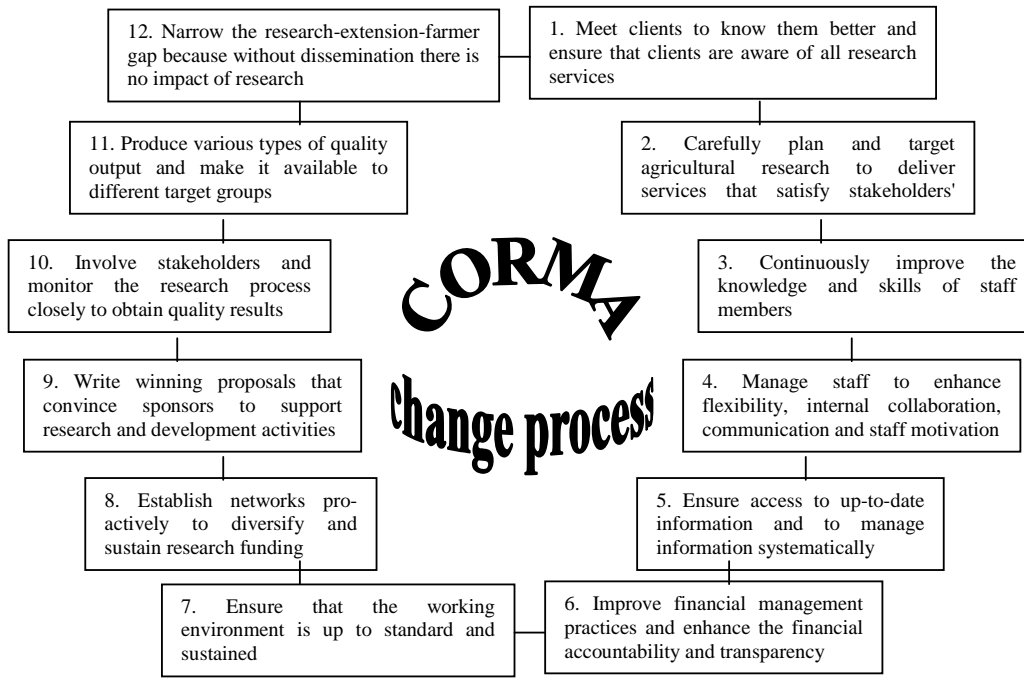 12. Narrow the research-extension-farmer
gap because without dissemination there is
no impact of research
1. Meet clients to know them better and
ensure that clients are aware of all research
services
11. Produce various types of quality
output and make it available to
different target groups
2. Carefully plan and target
agricultural research to deliver
services that satisfy stakeholders'
10. Involve stakeholders and
monitor the research process
closely to obtain quality results
CORMA
change process
3. Continuously improve the
knowledge and skills of staff
members
9. Write winning proposals that
convince sponsors to support
research and development activities
4. Manage staff to enhance
flexibility, internal collaboration,
communication and staff motivation
8. Establish networks pro-
actively to diversify and
sustain research funding
5. Ensure access to up-to-date
information and to manage
information systematically
7. Ensure that the working
environment is up to standard and
sustained
6. Improve financial management
practices and enhance the financial
accountability and transparency